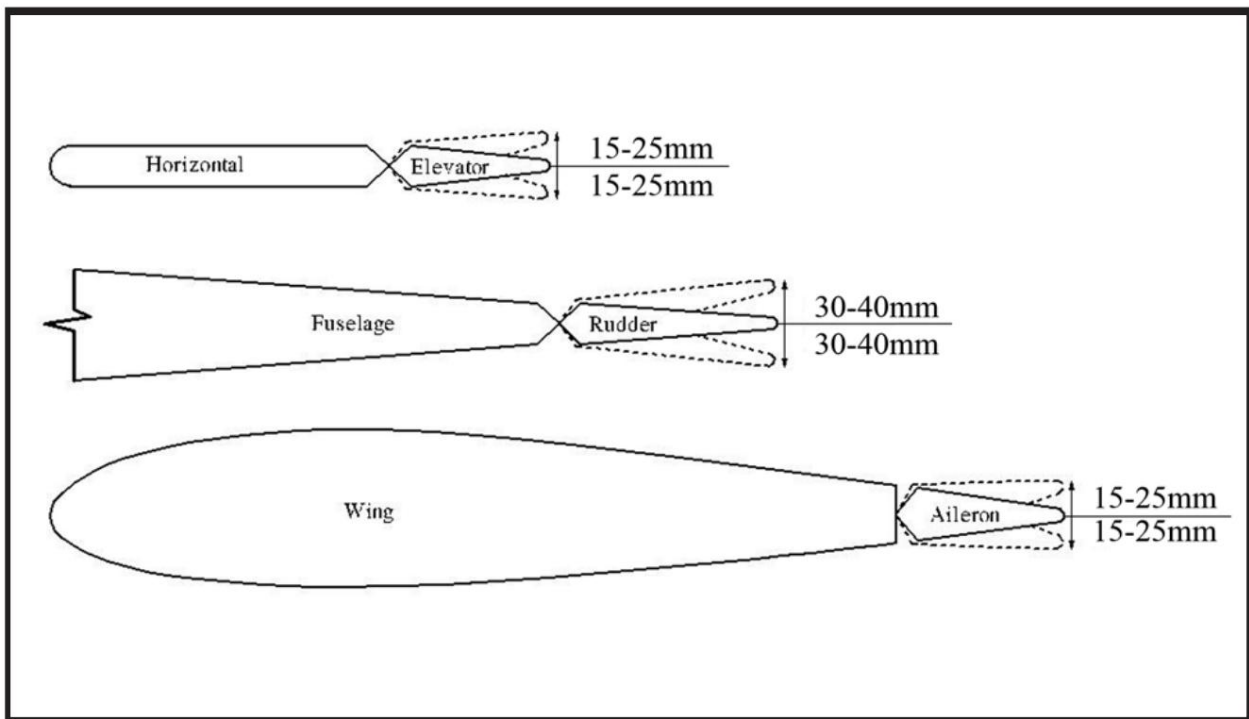 Horizontal
Elevator
15-25mm
15-25mm
Fuselage
Rudder
30-40mm
30-40mm
Wing
Aileron
15-25mm
15-25mm